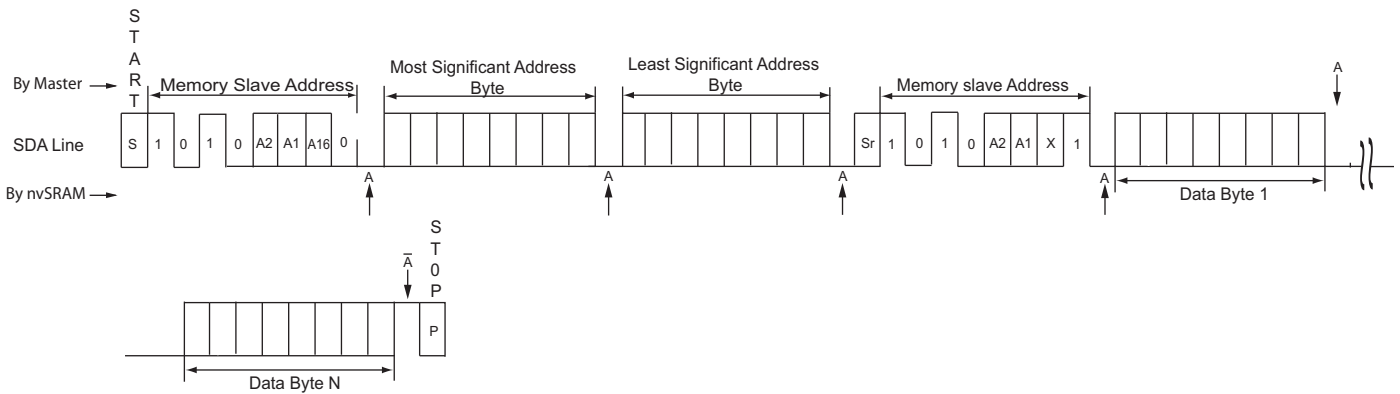 START
By Master
Memory Slave Address
Most Significant Address
Byte
Least Significant Address
Byte
Memory slave Address
A
SDA Line
S 1 0 1 0 A2 A1 A16 0
Sr 1 0 1 0 A2 A1 X 1
A
A
A
A
By nvSRAM
Data Byte 1
ST0P
A̅
P
Data Byte N